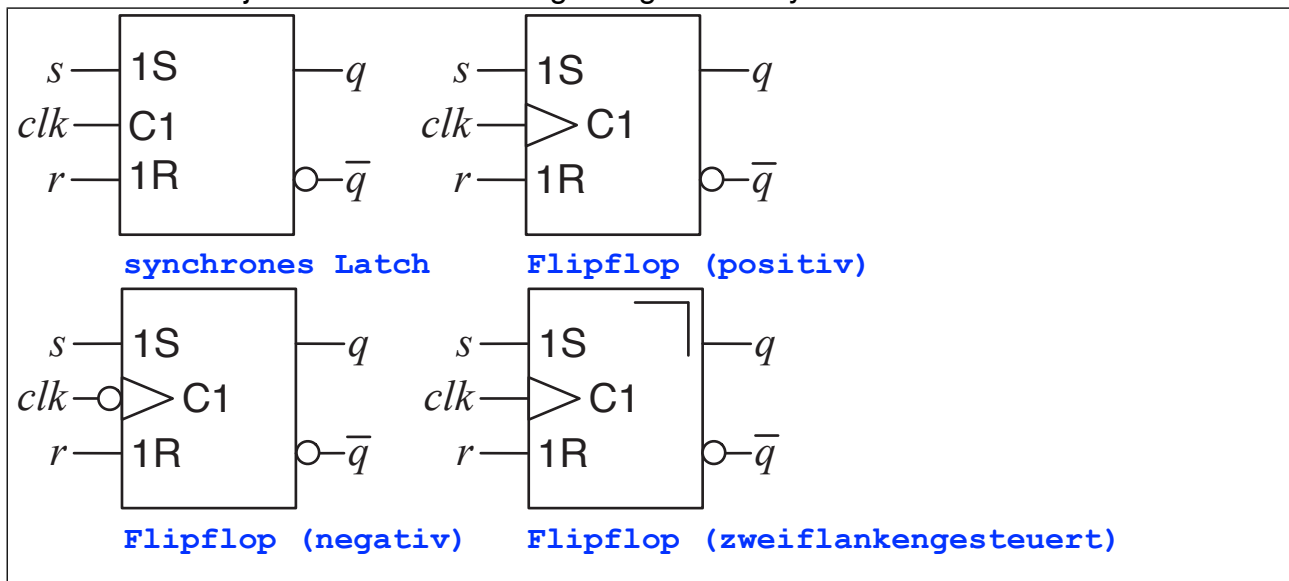 s 1S q s 1S q
clk C1 clk C1
r 1R q̅ r 1R q̅
synchrones Latch Flipflop (positiv)
s 1S q s 1S q
clk C1 clk C1
r 1R q̅ r 1R q̅
Flipflop (negativ) Flipflop (zweiflankengesteuert)